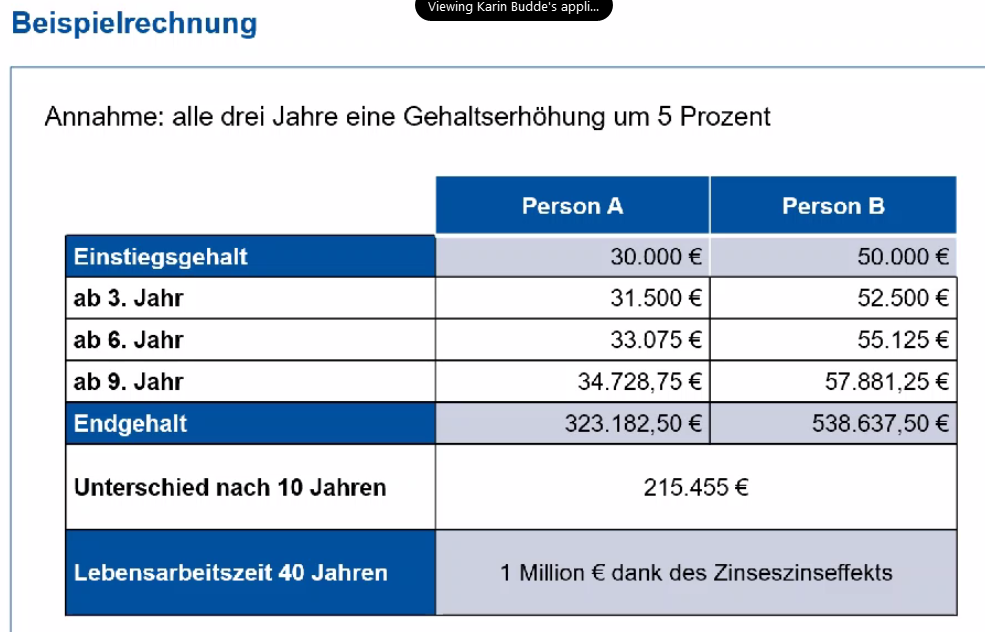 Viewing Karin Budde's appli...
Beispielrechnung
Annahme: alle drei Jahre eine Gehaltserhöhung um 5 Prozent
Person A Person B
Einstiegsgehalt 30.000 € 50.000 €
ab 3. Jahr 31.500 € 52.500 €
ab 6. Jahr 33.075 € 55.125 €
ab 9. Jahr 34.728,75 € 57.881,25 €
Endgehalt 323.182,50 € 538.637,50 €
Unterschied nach 10 Jahren 215.455 €
Lebensarbeitszeit 40 Jahren 1 Million € dank des Zinseszinseffekts